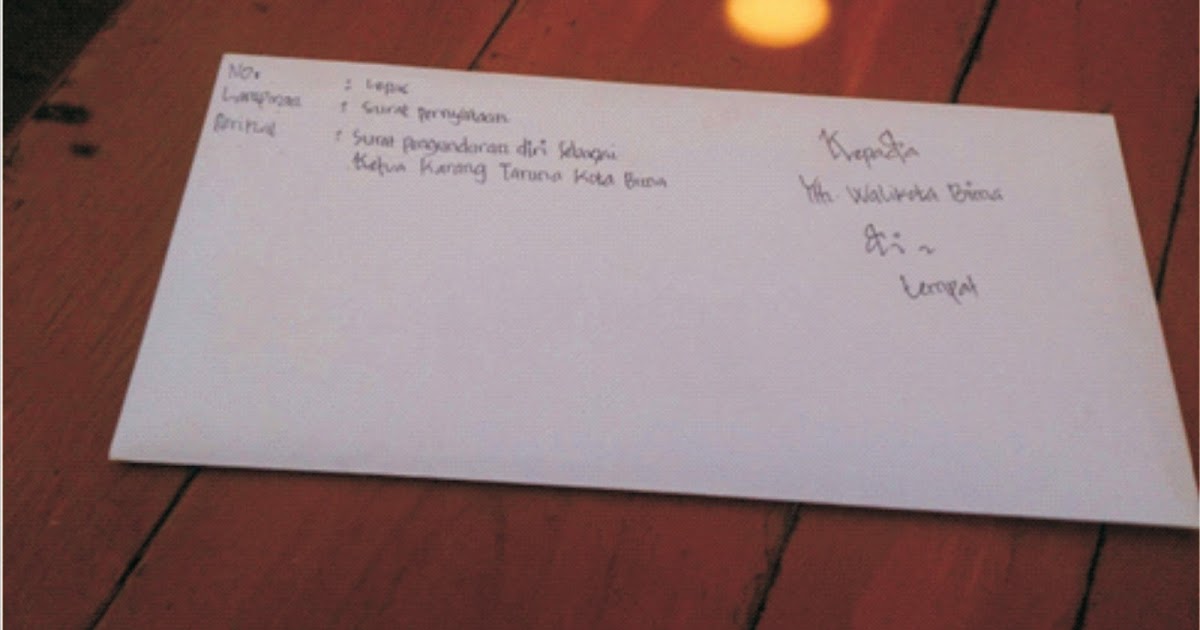 No. : Lepas
Lampiran : Surat pernyataan
Perihal : Surat pengunduran diri sebagai
Ketua Karang Taruna Kota Bima
Kepada
Yth. Walikota Bima
di ~
tempat